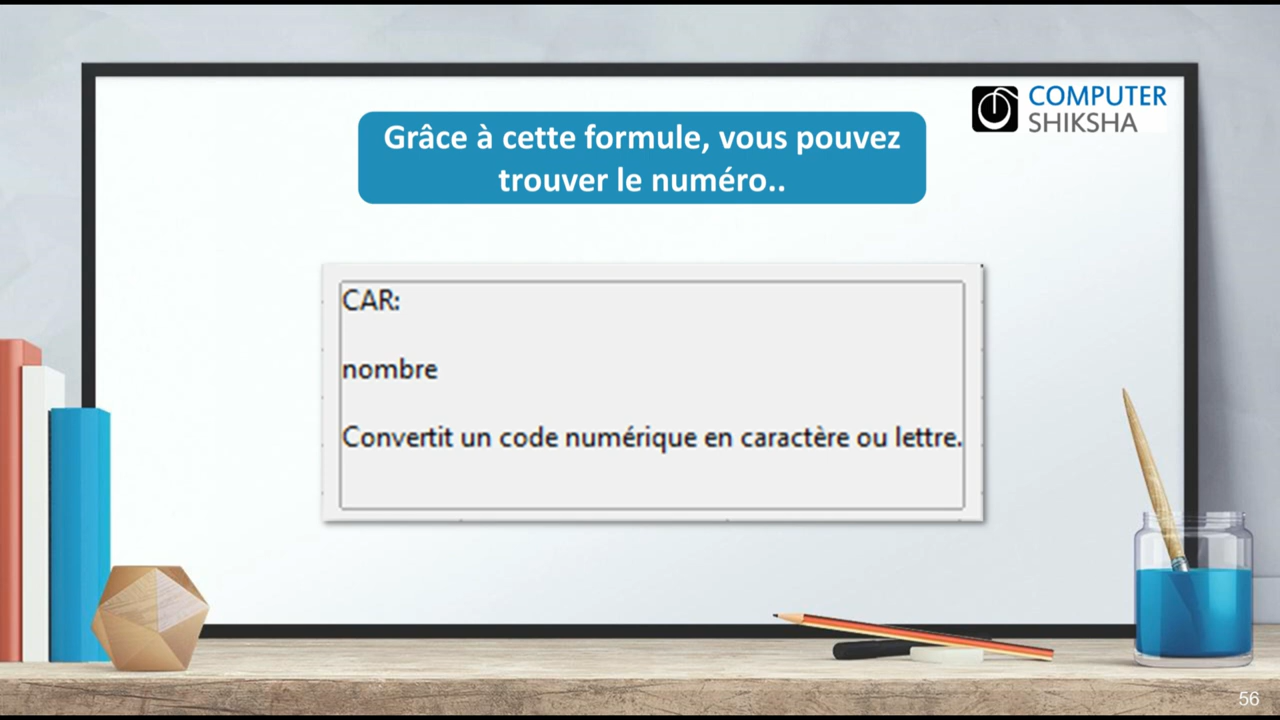 COMPUTER
SHIKSHA
Grâce à cette formule, vous pouvez
trouver le numéro..
CAR:
nombre
Convertit un code numérique en caractère ou lettre.
56